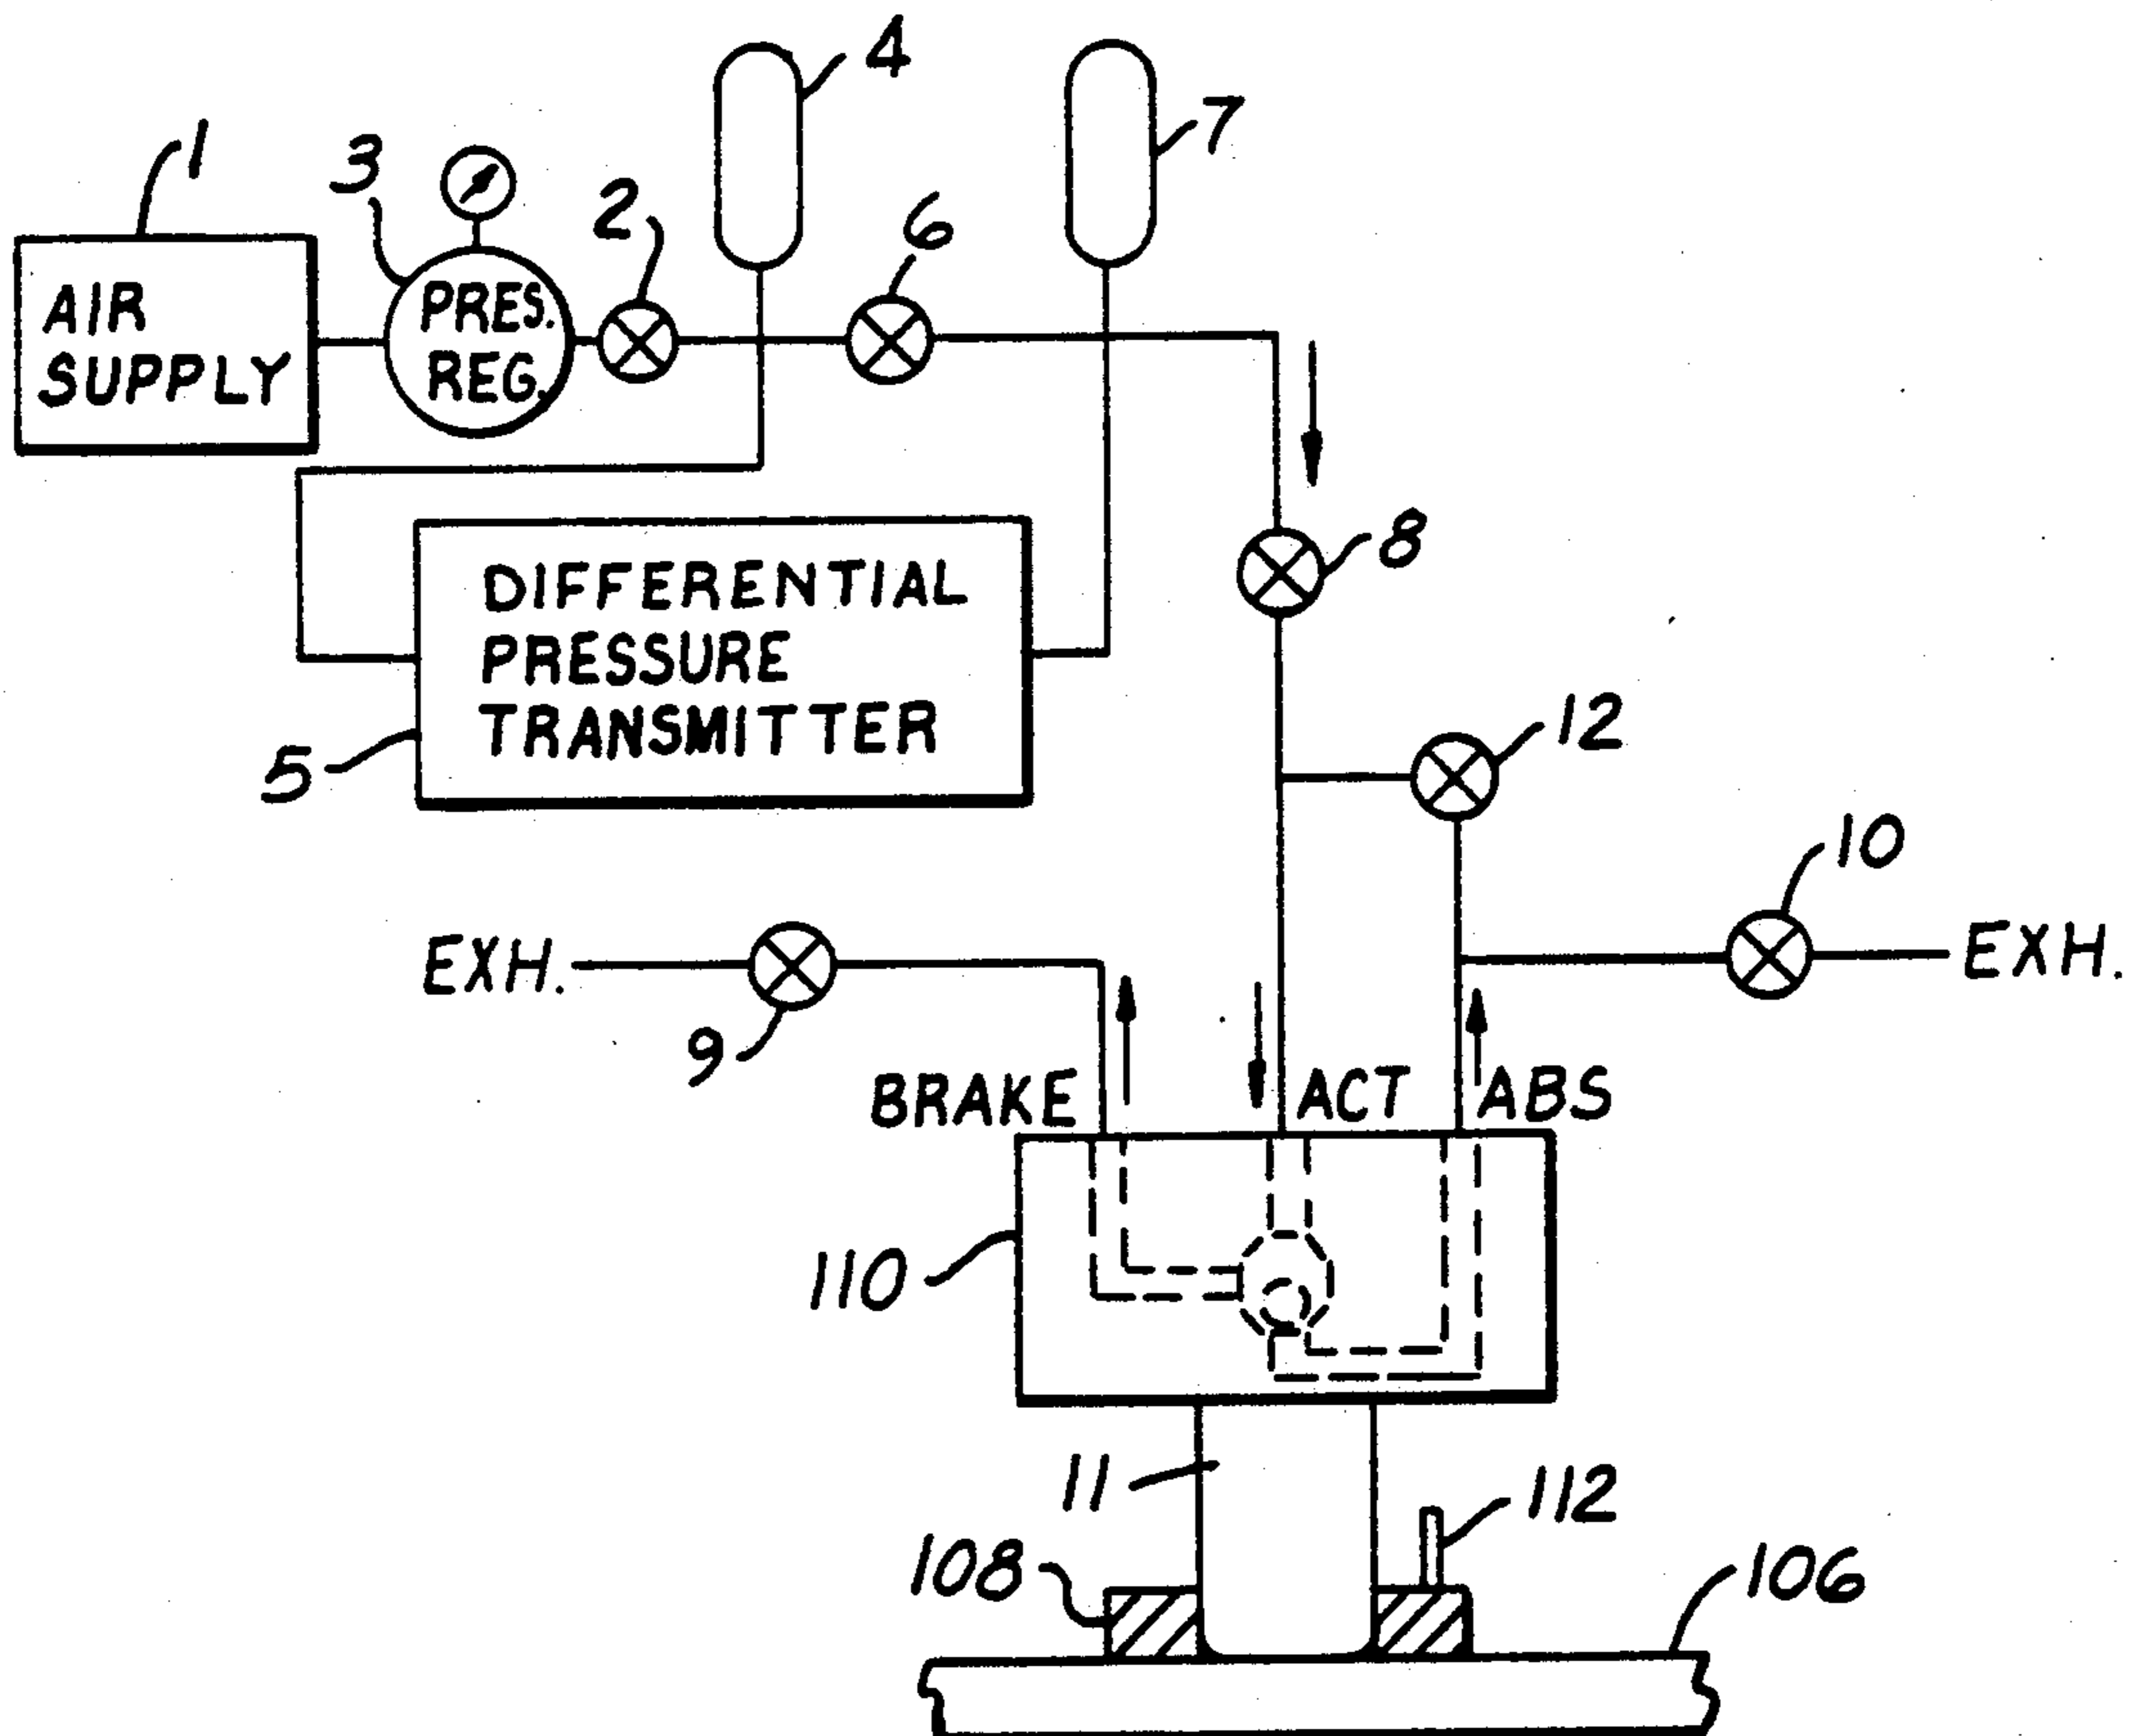 4
7
1
3
2
6
AIR
SUPPLY
PRES.
REG.
8
DIFFERENTIAL
PRESSURE
TRANSMITTER
5
12
10
EXH.
EXH.
9
BRAKE
ACT
ABS
110
11
112
108
106